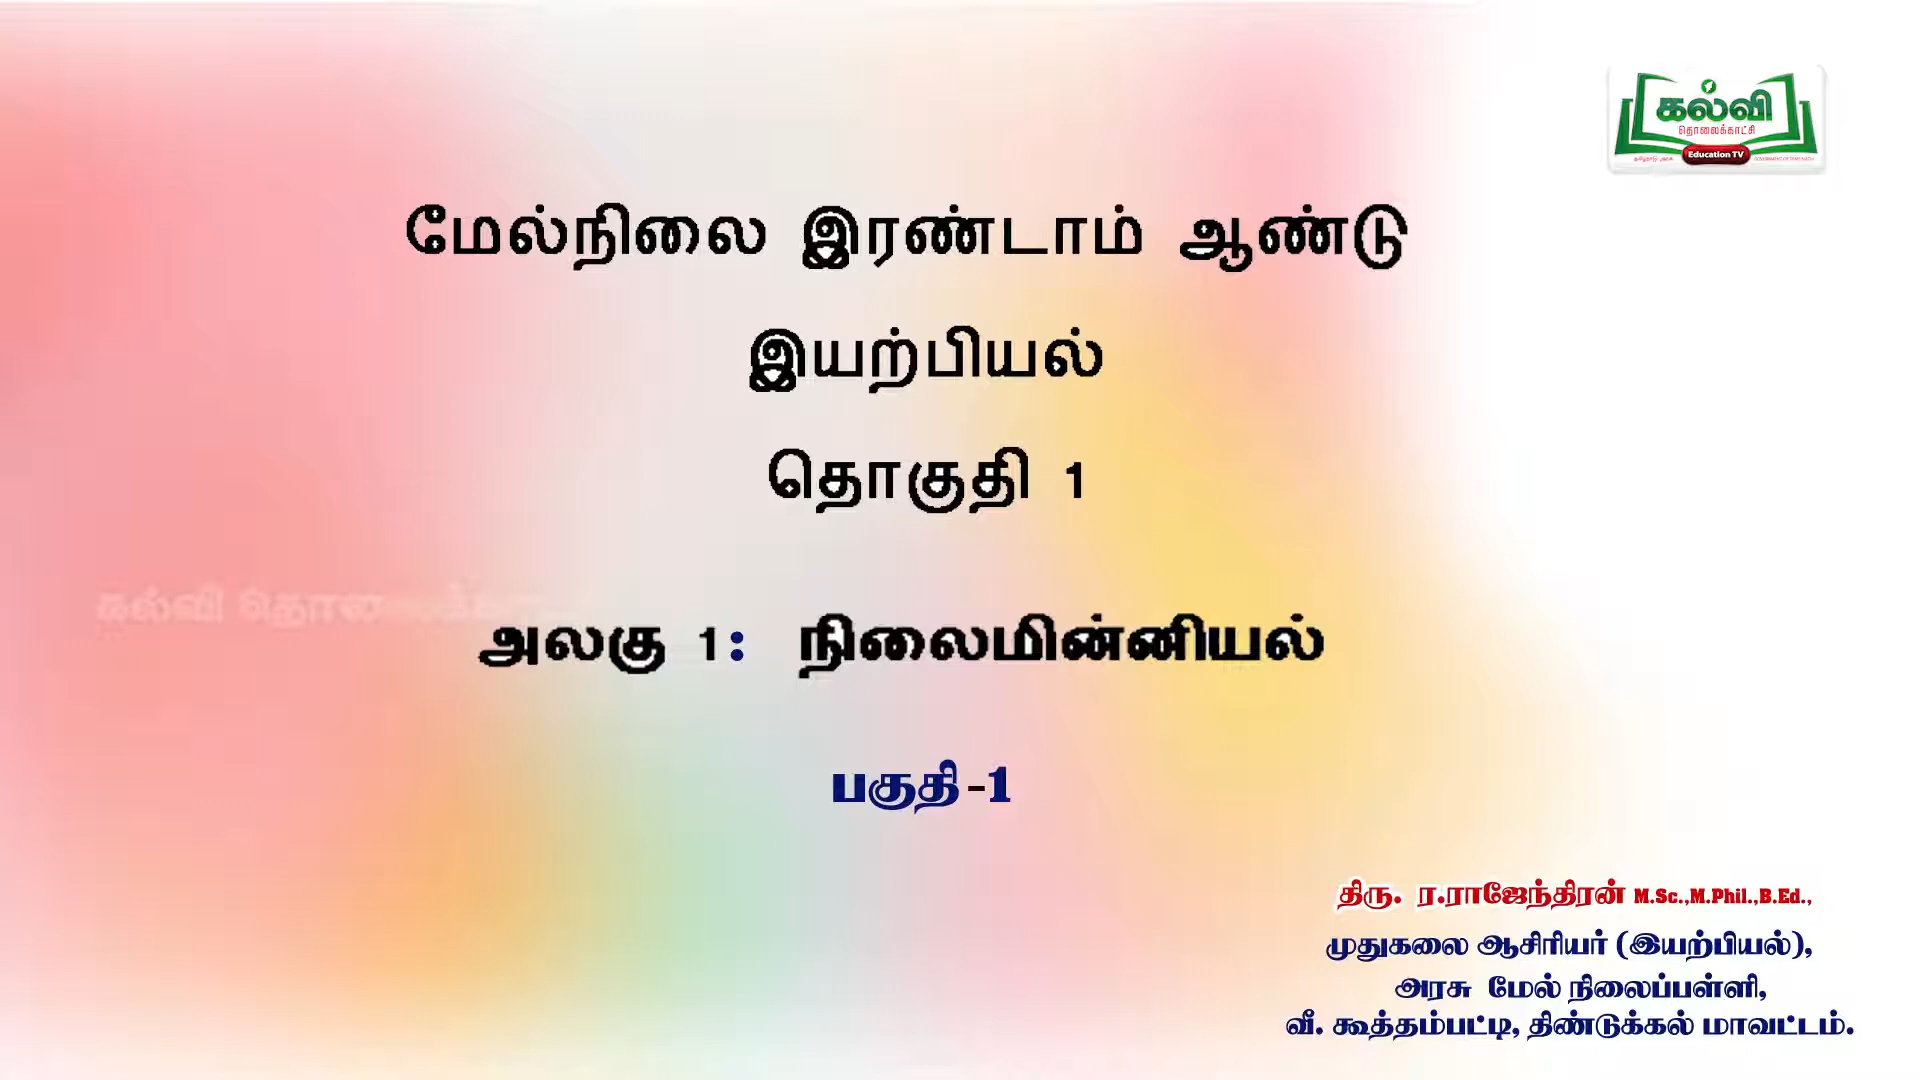 கல்வி
தொலைக்காட்சி
Education TV
மேல்நிலை இரண்டாம் ஆண்டு
இயற்பியல்
தொகுதி 1
கல்வி
அலகு 1: நிலைமின்னியல்
பகுதி -1
திரு. ர.ராஜேந்திரன் M.Sc.,M.Phil.,B.Ed.,
முதுகலை ஆசிரியர் (இயற்பியல்),
அரசு மேல் நிலைப்பள்ளி,
வீ. கூத்தம்பட்டி, திண்டுக்கல் மாவட்டம்.